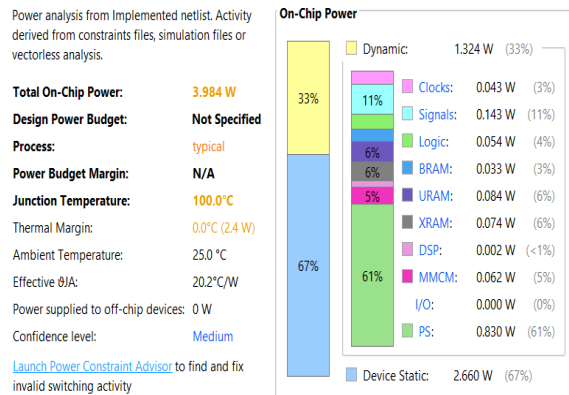 Power analysis from Implemented netlist. Activity
derived from constraints files, simulation files or
vectorless analysis.
Total On-Chip Power: 3.984 W
Design Power Budget: Not Specified
Process: typical
Power Budget Margin: N/A
Junction Temperature: 100.0°C
Thermal Margin: 0.0°C (2.4 W)
Ambient Temperature: 25.0 °C
Effective ϑJA: 20.2°C/W
Power supplied to off-chip devices: 0 W
Confidence level: Medium
Launch Power Constraint Advisor to find and fix
invalid switching activity
On-Chip Power
33%
67%
Dynamic: 1.324 W (33%)
11%
6%
6%
5%
61%
Clocks: 0.043 W (3%)
Signals: 0.143 W (11%)
Logic: 0.054 W (4%)
BRAM: 0.033 W (3%)
URAM: 0.084 W (6%)
XRAM: 0.074 W (6%)
DSP: 0.002 W (<1%)
MMCM: 0.062 W (5%)
I/O: 0.000 W (0%)
PS: 0.830 W (61%)
Device Static: 2.660 W (67%)